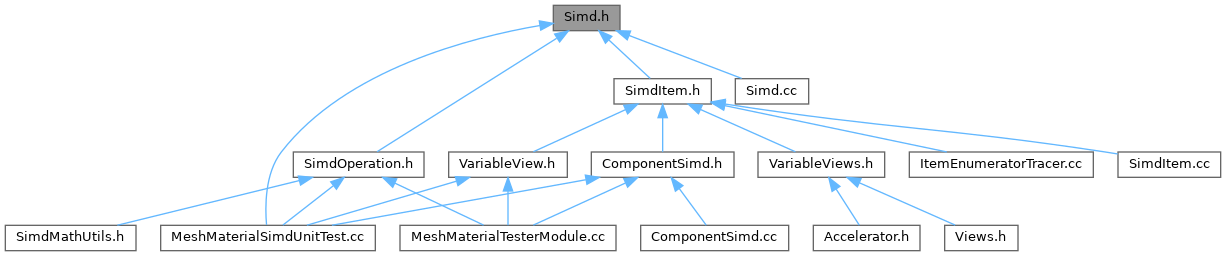 Simd.h
SimdItem.h
Simd.cc
SimdOperation.h
VariableView.h
ComponentSimd.h
VariableViews.h
ItemEnumeratorTracer.cc
SimdItem.cc
SimdMathUtils.h
MeshMaterialSimdUnitTest.cc
MeshMaterialTesterModule.cc
ComponentSimd.cc
Accelerator.h
Views.h